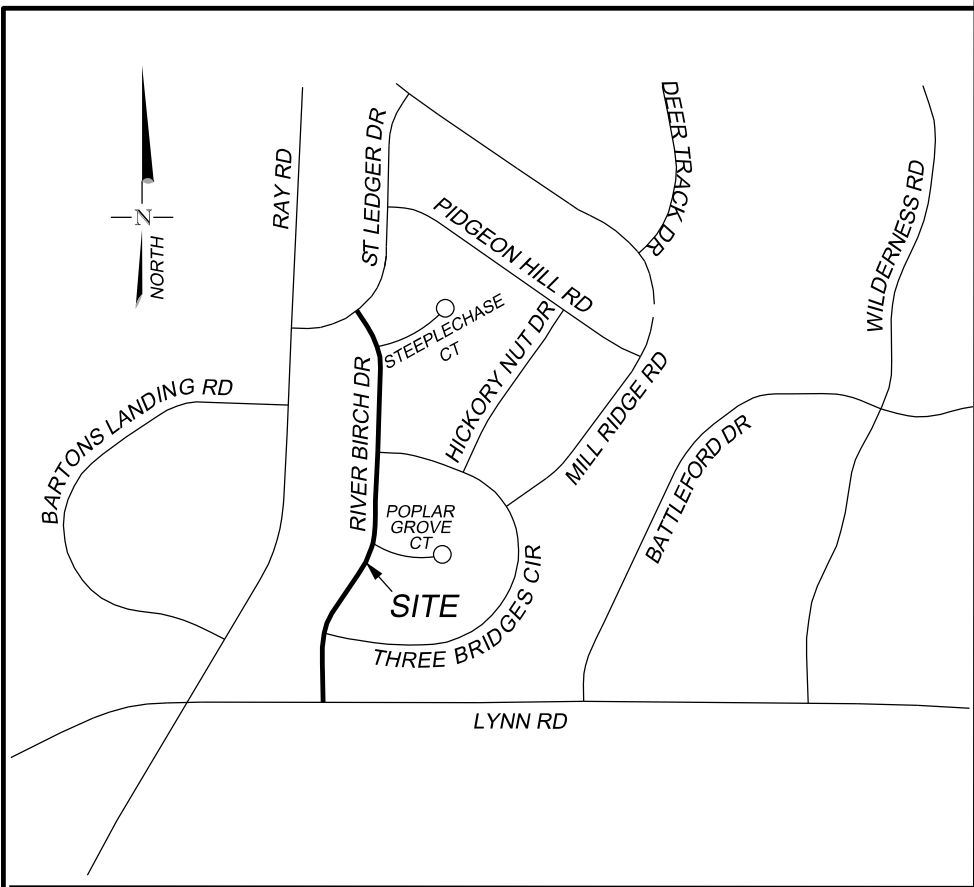 DEER TRACK DR
ST LEDGER DR
RAY RD
WILDERNESS RD
N
NORTH
PIDGEON HILL RD
STEEPLECHASE
CT
HICKORY NUT DR
BARTONS LANDING RD
RIVER BIRCH DR
MILL RIDGE RD
BATTLEFORD DR
POPLAR
GROVE
CT
SITE
THREE BRIDGES CIR
LYNN RD